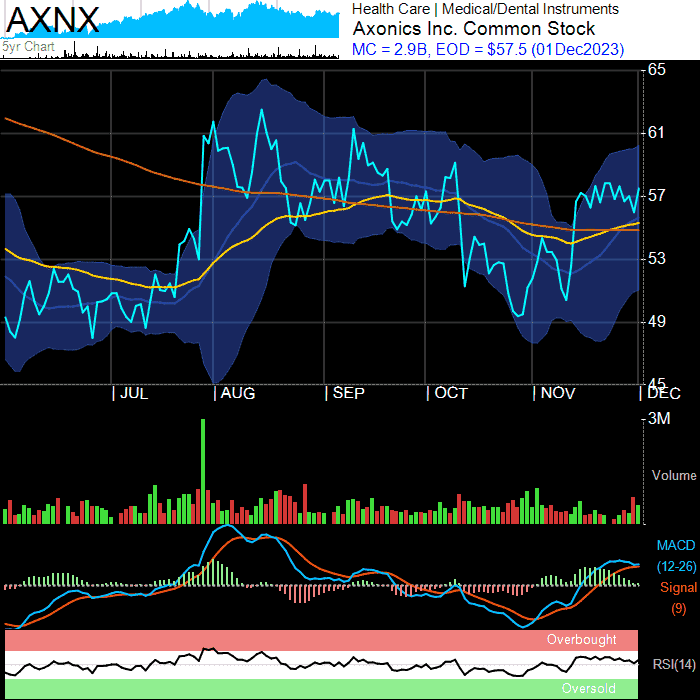 AXNX
5yr Chart
Health Care | Medical/Dental Instruments
Axonics Inc. Common Stock
MC = 2.9B, EOD = $57.5 (01Dec2023)
65
61
57
53
49
45
JUL
AUG
SEP
OCT
NOV
DEC
3M
Volume
MACD
(12-26)
Signal
(9)
Overbought
RSI(14)
Oversold